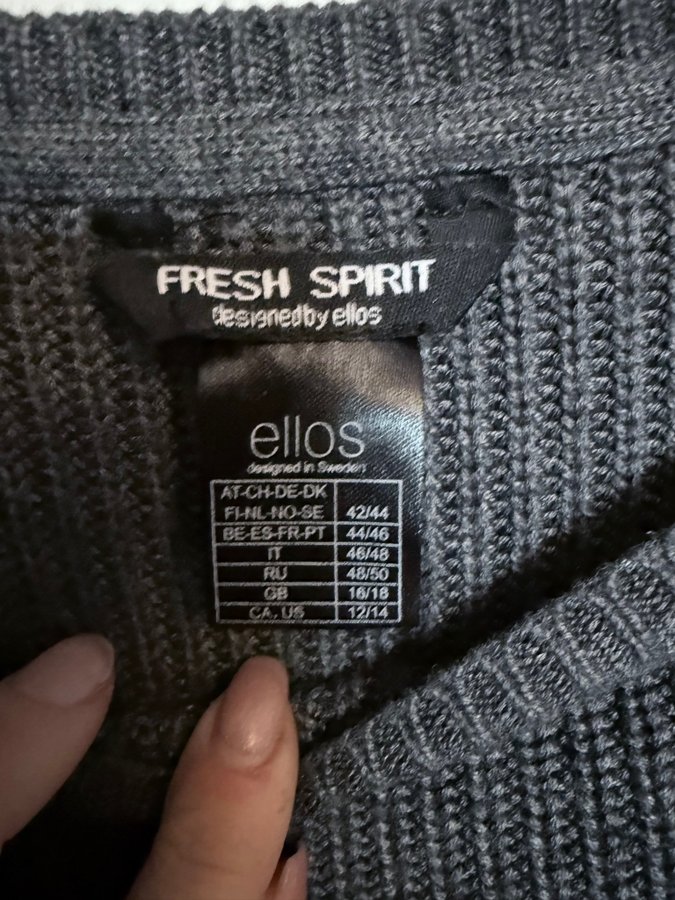 FRESH SPIRIT
designed by ellos
ellos
designed in Sweden
AT-CH-DE-DK
FI-NL-NO-SE 42/44
BE-ES-FR-PT 44/46
IT 46/48
RU 48/50
GB 16/18
CA, US 12/14